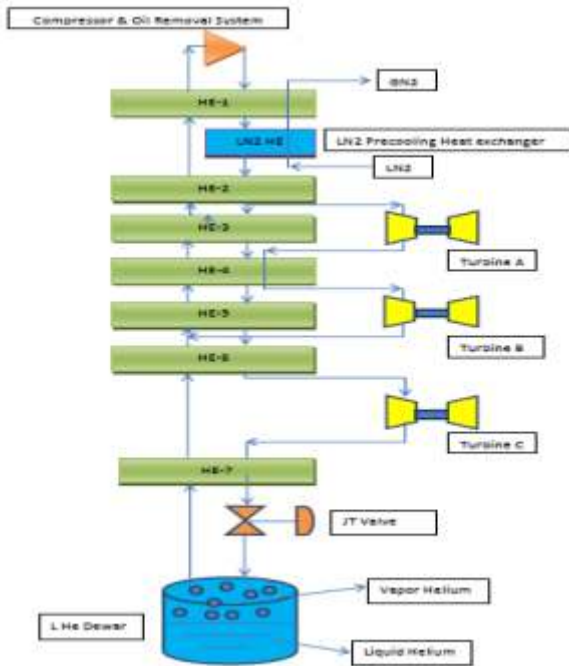 Compressor & Oil Removal System
HE-1
GN2
LN2 HE
LN2 Precooling Heat exchanger
LN2
HE-2
HE-3
HE-4
Turbine A
HE-5
Turbine B
HE-6
Turbine C
HE-7
JT Valve
Vapor Helium
L He Dewar
Liquid Helium